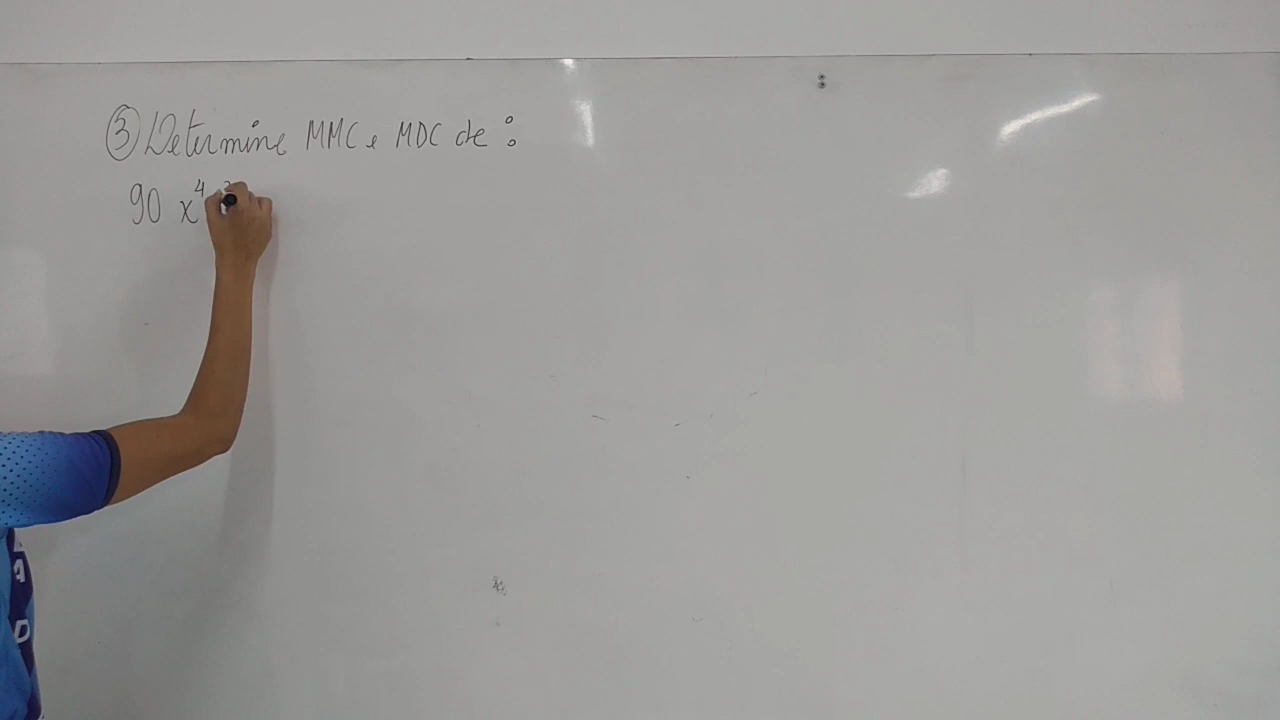 ③ Determine MMC e MDC de :
90 x⁴